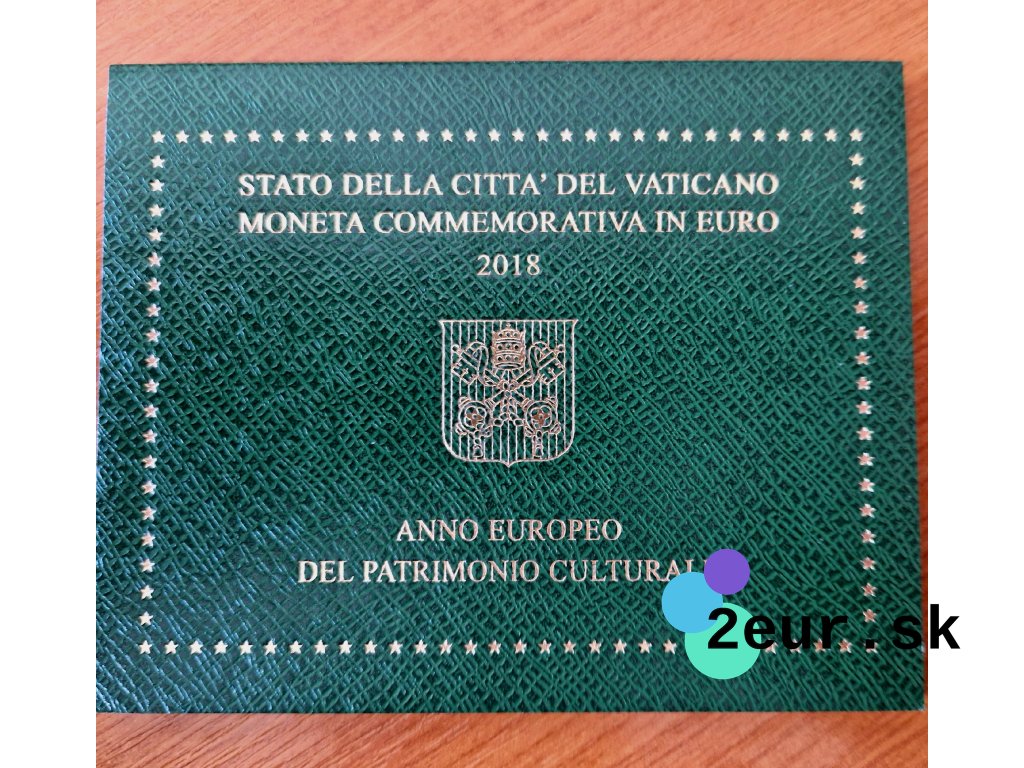 STATO DELLA CITTA' DEL VATICANO
MONETA COMMEMORATIVA IN EURO
2018
ANNO EUROPEO
DEL PATRIMONIO CULTURALE
2eur.sk